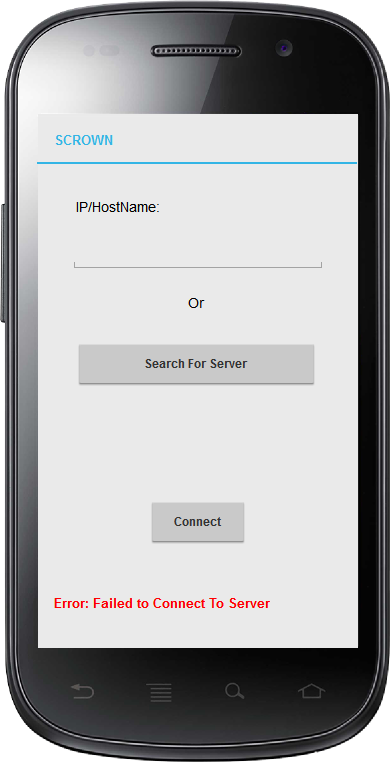 SCROWN
IP/HostName:
Or
Search For Server
Connect
Error: Failed to Connect To Server